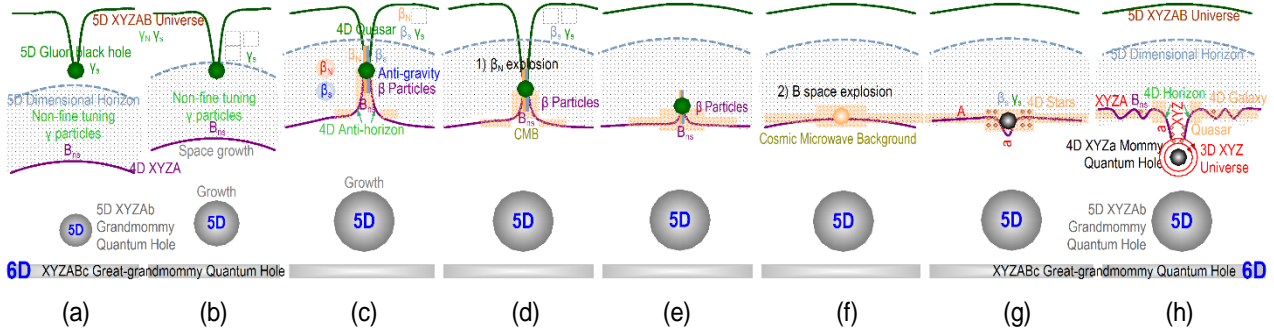 5D XYZAB Universe
γN γs
5D Gluon black hole
γs
5D Dimensional Horizon
Non-fine tuning
γ particles
Bns
4D XYZA
5D
5D XYZAb
Grandmommy
Quantum Hole
6D
XYZABc Great-grandmommy Quantum Hole
(a)
γs
Non-fine tuning
γ particles
Bns
Space growth
Growth
5D
(b)
βN
4D Quasar
βs γs
βN
βs
βN
Anti-gravity
βs
β Particles
Bns
4D Anti-horizon
Growth
5D
(c)
βs γs
1) βN explosion
β Particles
Bns
CMB
5D
(d)
β Particles
Bns
5D
(e)
2) B space explosion
Cosmic Microwave Background
5D
(f)
βs γs
4D Stars
A
a
5D
(g)
5D XYZAB Universe
5D Dimensional Horizon
XYZA
Bns
4D Horizon
4D Galaxy
XYZ
a
Quasar
4D XYZa Mommy
Quantum Hole
3D XYZ
Universe
5D XYZAb
Grandmommy
Quantum Hole
5D
XYZABc Great-grandmommy Quantum Hole
6D
(h)